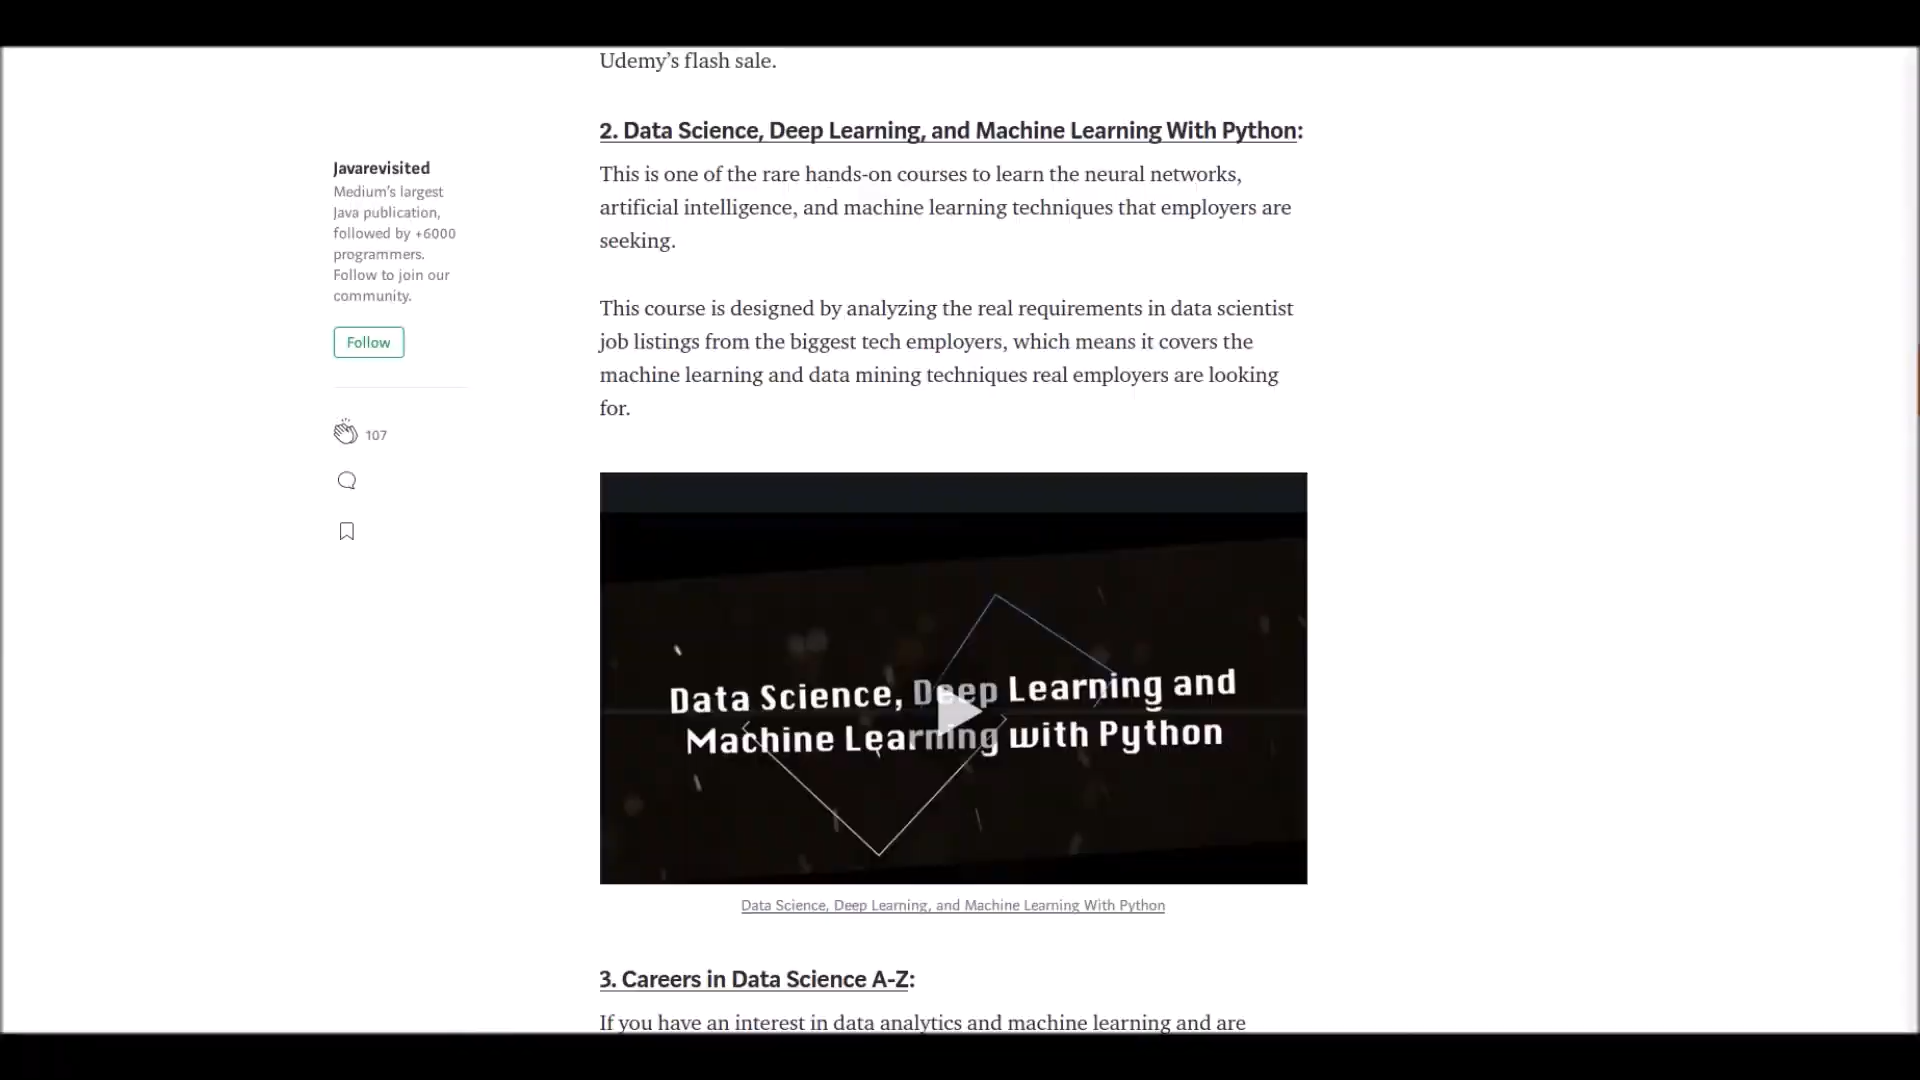 Udemy’s flash sale.
2. Data Science, Deep Learning, and Machine Learning With Python:
This is one of the rare hands-on courses to learn the neural networks,
artificial intelligence, and machine learning techniques that employers are
seeking.
This course is designed by analyzing the real requirements in data scientist
job listings from the biggest tech employers, which means it covers the
machine learning and data mining techniques real employers are looking
for.
Javarevisited
Medium’s largest
Java publication,
followed by +6000
programmers.
Follow to join our
community.
Follow
107
Data Science, Deep Learning and
Machine Learning with Python
Data Science, Deep Learning, and Machine Learning With Python
3. Careers in Data Science A-Z:
If you have an interest in data analytics and machine learning and are